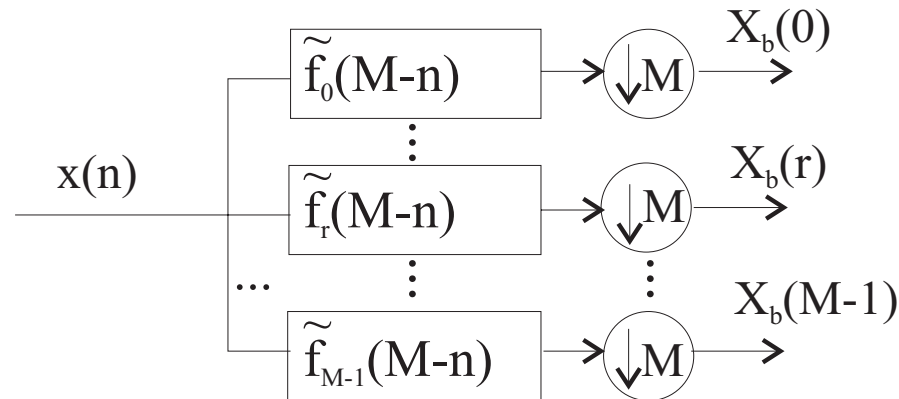 X_b(0)
f̃_0(M-n)
M
x(n)
X_b(r)
f̃_r(M-n)
M
X_b(M-1)
f̃_{M-1}(M-n)
M